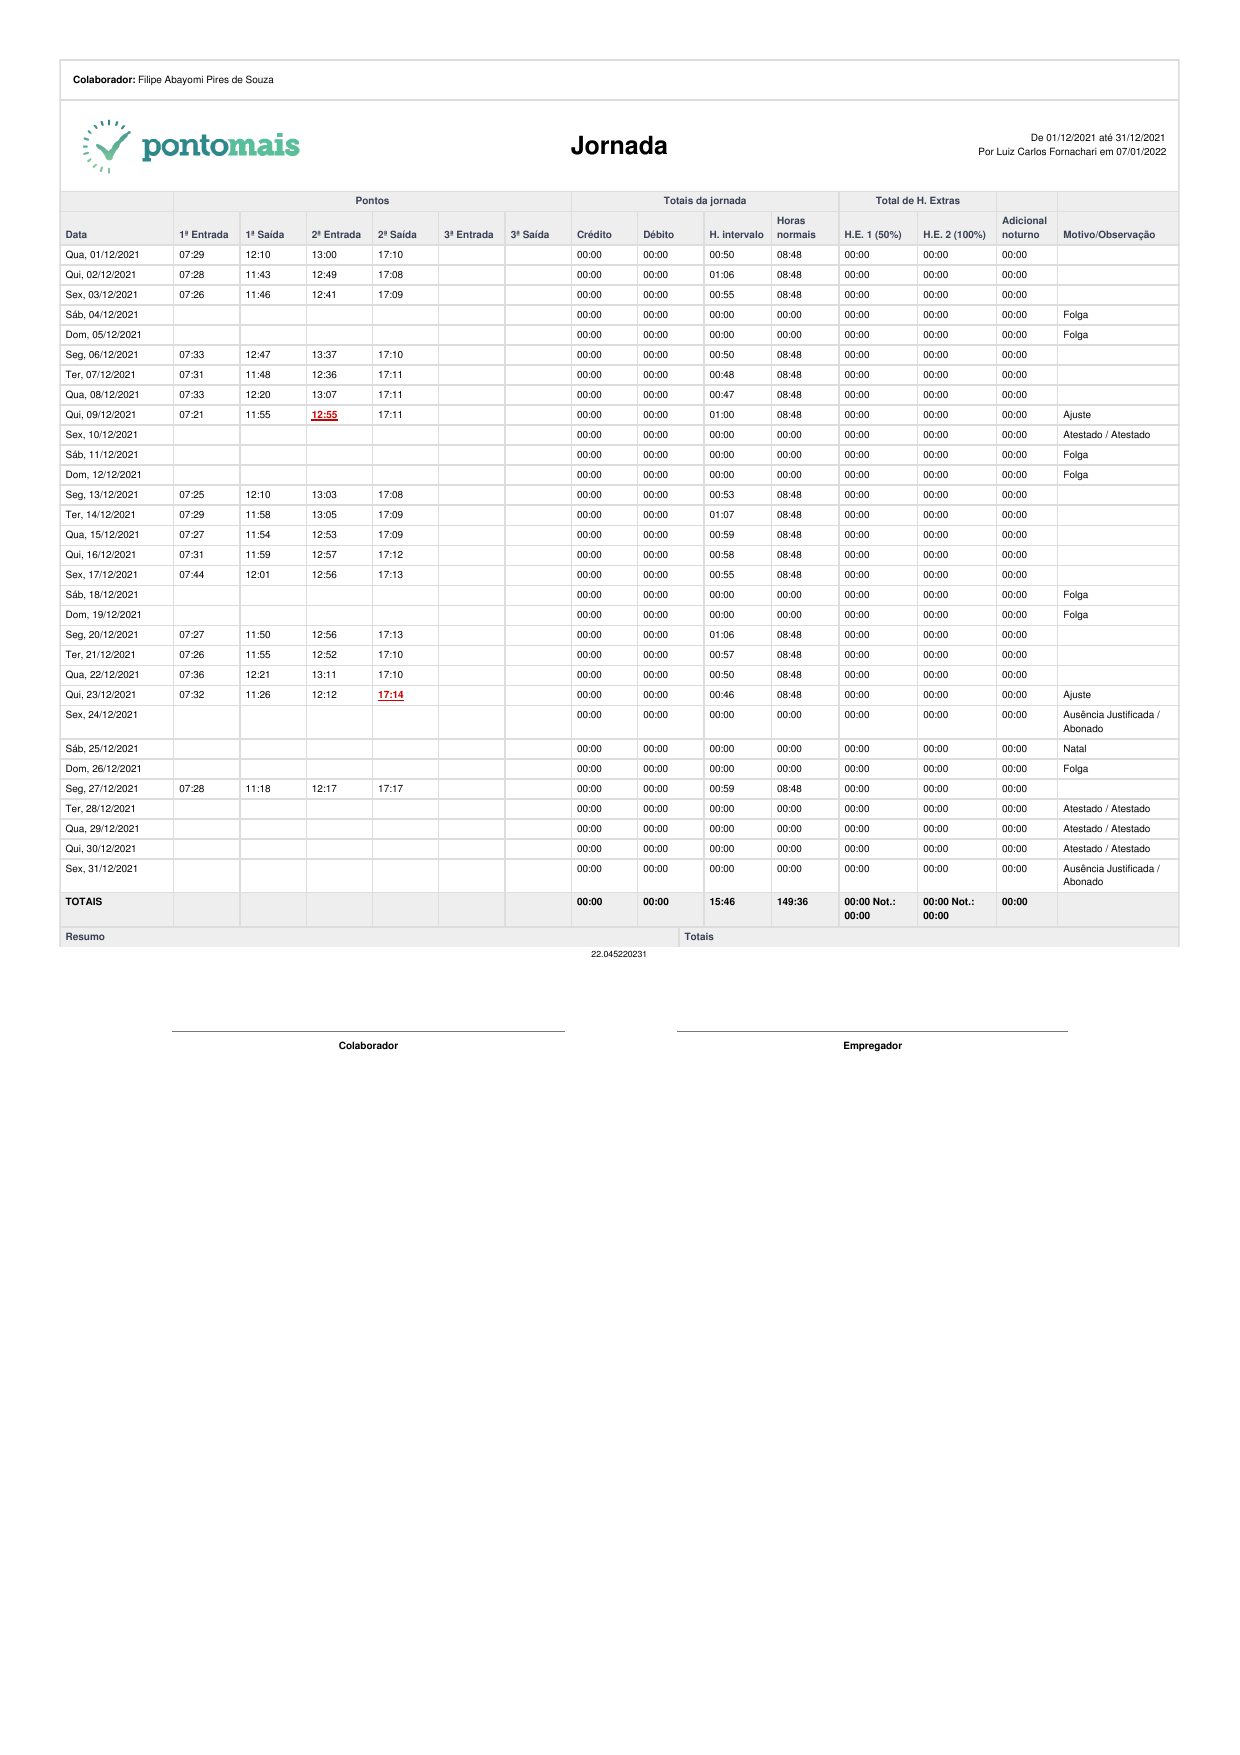 Colaborador: Filipe Abayomi Pires de Souza
pontomais
Jornada
De 01/12/2021 até 31/12/2021
Por Luiz Carlos Fornachari em 07/01/2022
Pontos Totais da jornada Total de H. Extras
Data 1ª Entrada 1ª Saída 2ª Entrada 2ª Saída 3ª Entrada 3ª Saída Crédito Débito H. intervalo Horas normais H.E. 1 (50%) H.E. 2 (100%) Adicional noturno Motivo/Observação
Qua, 01/12/2021 07:29 12:10 13:00 17:10 00:00 00:00 00:50 08:48 00:00 00:00 00:00
Qui, 02/12/2021 07:28 11:43 12:49 17:08 00:00 00:00 01:06 08:48 00:00 00:00 00:00
Sex, 03/12/2021 07:26 11:46 12:41 17:09 00:00 00:00 00:55 08:48 00:00 00:00 00:00
Sáb, 04/12/2021 00:00 00:00 00:00 00:00 00:00 00:00 00:00 Folga
Dom, 05/12/2021 00:00 00:00 00:00 00:00 00:00 00:00 00:00 Folga
Seg, 06/12/2021 07:33 12:47 13:37 17:10 00:00 00:00 00:50 08:48 00:00 00:00 00:00
Ter, 07/12/2021 07:31 11:48 12:36 17:11 00:00 00:00 00:48 08:48 00:00 00:00 00:00
Qua, 08/12/2021 07:33 12:20 13:07 17:11 00:00 00:00 00:47 08:48 00:00 00:00 00:00
Qui, 09/12/2021 07:21 11:55 12:55 17:11 00:00 00:00 01:00 08:48 00:00 00:00 00:00 Ajuste
Sex, 10/12/2021 00:00 00:00 00:00 00:00 00:00 00:00 00:00 Atestado / Atestado
Sáb, 11/12/2021 00:00 00:00 00:00 00:00 00:00 00:00 00:00 Folga
Dom, 12/12/2021 00:00 00:00 00:00 00:00 00:00 00:00 00:00 Folga
Seg, 13/12/2021 07:25 12:10 13:03 17:08 00:00 00:00 00:53 08:48 00:00 00:00 00:00
Ter, 14/12/2021 07:29 11:58 13:05 17:09 00:00 00:00 01:07 08:48 00:00 00:00 00:00
Qua, 15/12/2021 07:27 11:54 12:53 17:09 00:00 00:00 00:59 08:48 00:00 00:00 00:00
Qui, 16/12/2021 07:31 11:59 12:57 17:12 00:00 00:00 00:58 08:48 00:00 00:00 00:00
Sex, 17/12/2021 07:44 12:01 12:56 17:13 00:00 00:00 00:55 08:48 00:00 00:00 00:00
Sáb, 18/12/2021 00:00 00:00 00:00 00:00 00:00 00:00 00:00 Folga
Dom, 19/12/2021 00:00 00:00 00:00 00:00 00:00 00:00 00:00 Folga
Seg, 20/12/2021 07:27 11:50 12:56 17:13 00:00 00:00 01:06 08:48 00:00 00:00 00:00
Ter, 21/12/2021 07:26 11:55 12:52 17:10 00:00 00:00 00:57 08:48 00:00 00:00 00:00
Qua, 22/12/2021 07:36 12:21 13:11 17:10 00:00 00:00 00:50 08:48 00:00 00:00 00:00
Qui, 23/12/2021 07:32 11:26 12:12 17:14 00:00 00:00 00:46 08:48 00:00 00:00 00:00 Ajuste
Sex, 24/12/2021 00:00 00:00 00:00 00:00 00:00 00:00 00:00 Ausência Justificada /
Abonado
Sáb, 25/12/2021 00:00 00:00 00:00 00:00 00:00 00:00 00:00 Natal
Dom, 26/12/2021 00:00 00:00 00:00 00:00 00:00 00:00 00:00 Folga
Seg, 27/12/2021 07:28 11:18 12:17 17:17 00:00 00:00 00:59 08:48 00:00 00:00 00:00
Ter, 28/12/2021 00:00 00:00 00:00 00:00 00:00 00:00 00:00 Atestado / Atestado
Qua, 29/12/2021 00:00 00:00 00:00 00:00 00:00 00:00 00:00 Atestado / Atestado
Qui, 30/12/2021 00:00 00:00 00:00 00:00 00:00 00:00 00:00 Atestado / Atestado
Sex, 31/12/2021 00:00 00:00 00:00 00:00 00:00 00:00 00:00 Ausência Justificada /
Abonado
TOTAIS 00:00 00:00 15:46 149:36 00:00 Not.: 00:00 Not.: 00:00
00:00 00:00
Resumo Totais
22.045220231
Colaborador Empregador